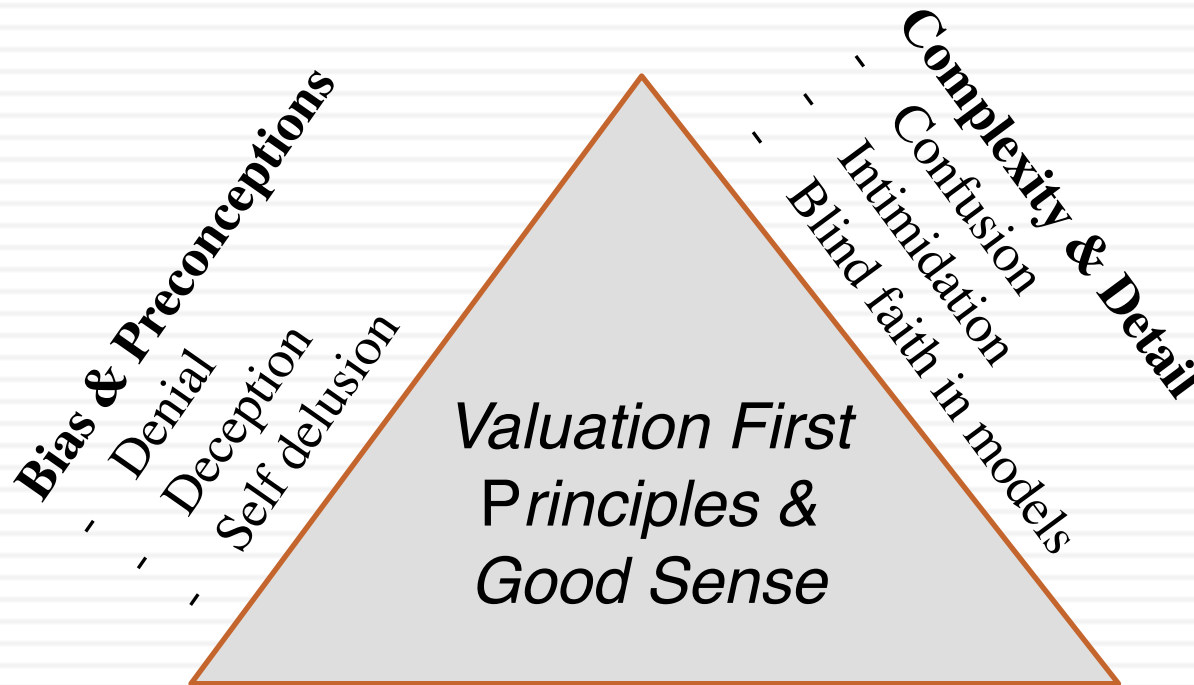 Bias & Preconceptions
- Denial
- Deception
- Self delusion
Complexity & Detail
- Confusion
- Intimidation
- Blind faith in models
Valuation First
Principles &
Good Sense